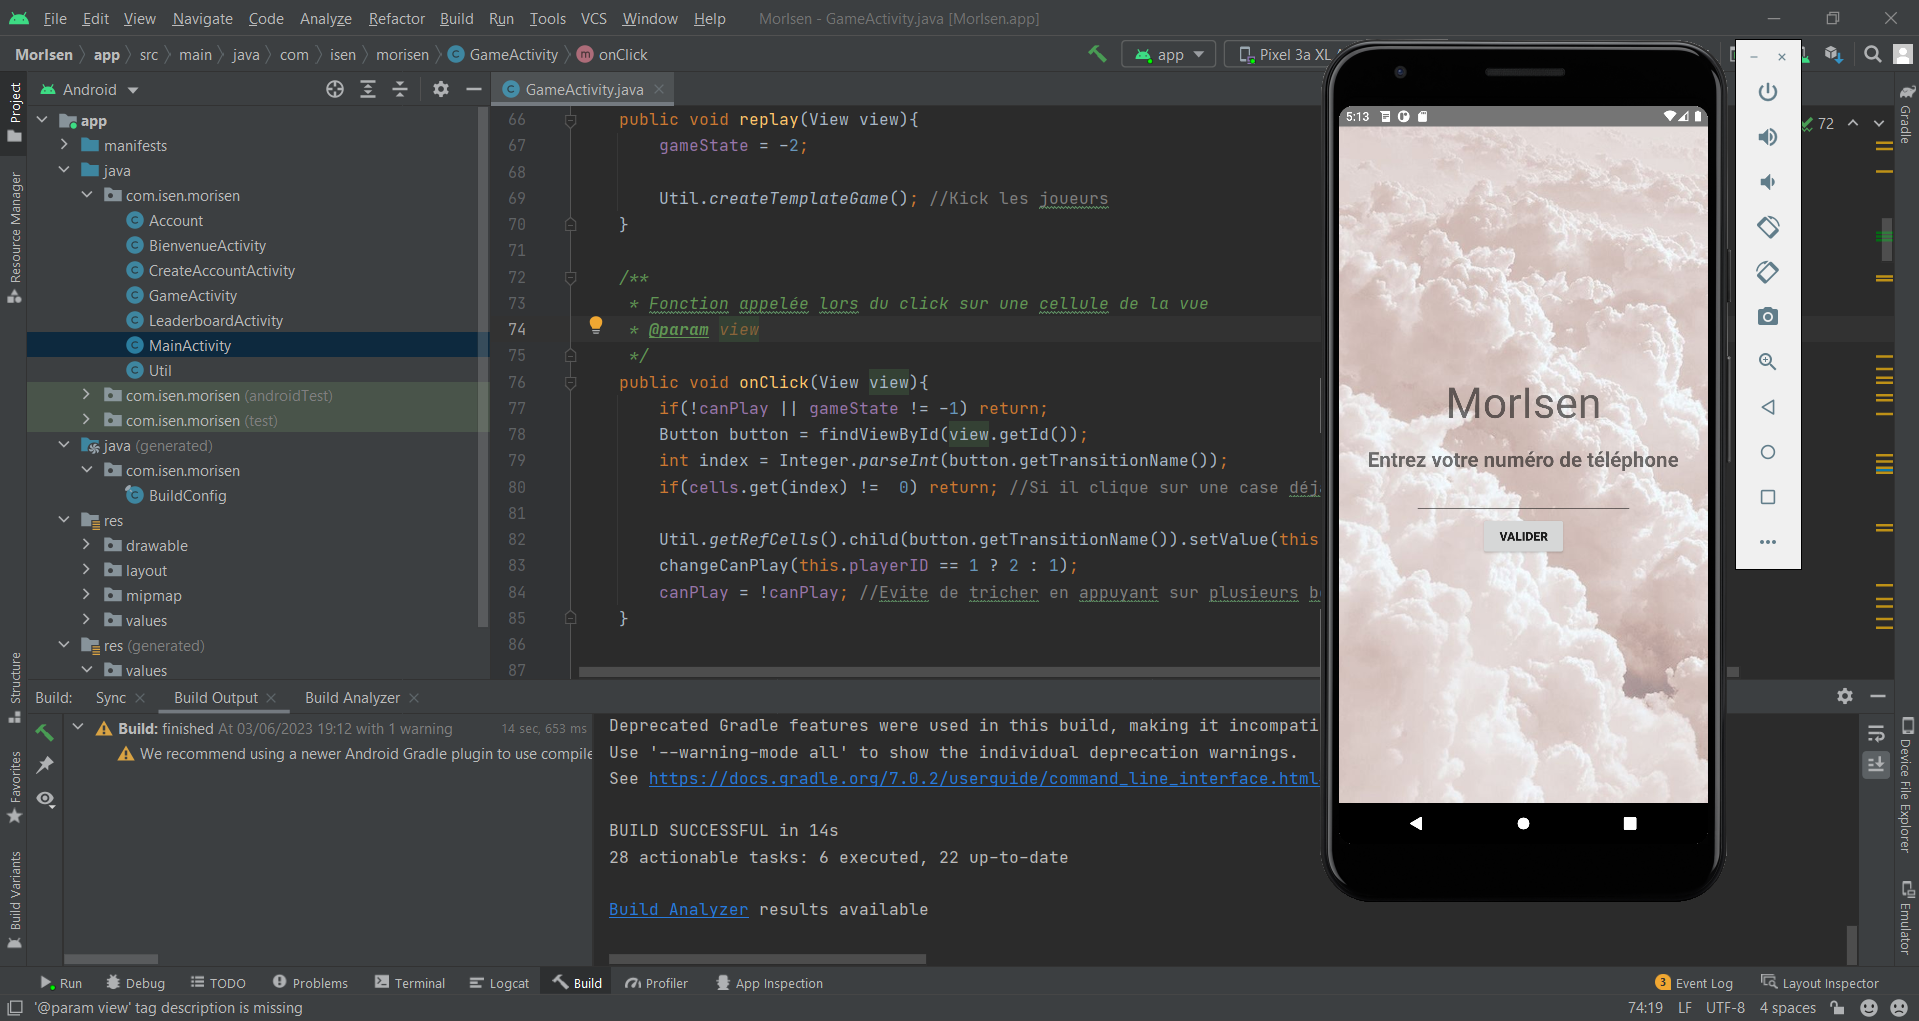 File Edit View Navigate Code Analyze Refactor Build Run Tools VCS Window Help MorIsen - GameActivity.java [MorIsen.app]
MorIsen app src main java com isen morisen GameActivity onClick app Pixel 3a XL
Project
Resource Manager
Structure
Favorites
Build Variants
Android
app
manifests
java
com.isen.morisen
Account
BienvenueActivity
CreateAccountActivity
GameActivity
LeaderboardActivity
MainActivity
Util
com.isen.morisen (androidTest)
com.isen.morisen (test)
java (generated)
com.isen.morisen
BuildConfig
res
drawable
layout
mipmap
values
res (generated)
values
GameActivity.java
66 public void replay(View view){
67 gameState = -2;
68
69 Util.createTemplateGame(); //Kick les joueurs
70 }
71
72 /**
73 * Fonction appelée lors du click sur une cellule de la vue
74 * @param view
75 */
76 public void onClick(View view){
77 if(!canPlay || gameState != -1) return;
78 Button button = findViewById(view.getId());
79 int index = Integer.parseInt(button.getTransitionName());
80 if(cells.get(index) != 0) return; //Si il clique sur une case déj
81
82 Util.getRefCells().child(button.getTransitionName()).setValue(this
83 changeCanPlay(this.playerID == 1 ? 2 : 1);
84 canPlay = !canPlay; //Evite de tricher en appuyant sur plusieurs b
85 }
86
87
72
5:13
MorIsen
Entrez votre numéro de téléphone
VALIDER
Gradle
Device File Explorer
Emulator
Build: Sync Build Output Build Analyzer
Build: finished At 03/06/2023 19:12 with 1 warning 14 sec, 653 ms
We recommend using a newer Android Gradle plugin to use compile
Deprecated Gradle features were used in this build, making it incompati
Use '--warning-mode all' to show the individual deprecation warnings.
See https://docs.gradle.org/7.0.2/userguide/command_line_interface.html
BUILD SUCCESSFUL in 14s
28 actionable tasks: 6 executed, 22 up-to-date
Build Analyzer results available
Run Debug TODO Problems Terminal Logcat Build Profiler App Inspection 3 Event Log Layout Inspector
'@param view' tag description is missing 74:19 LF UTF-8 4 spaces